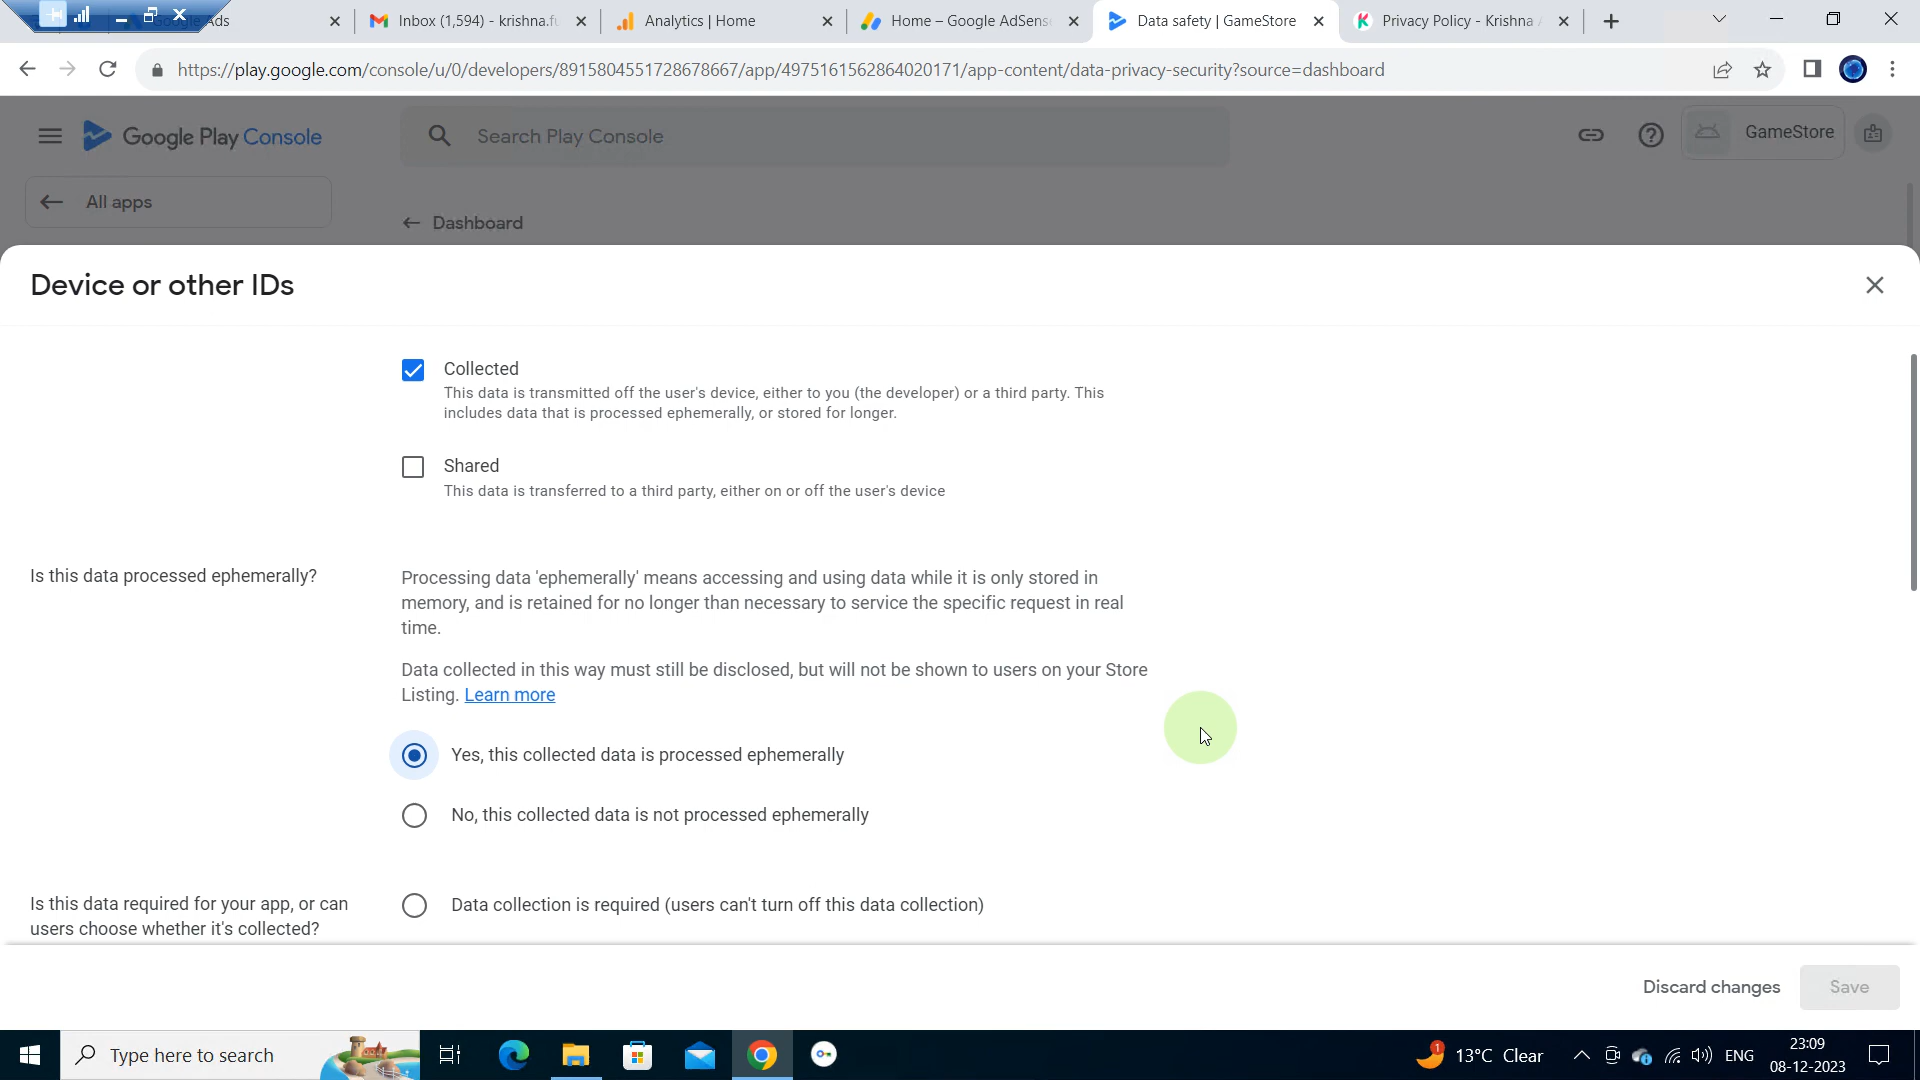 Ads
Inbox (1,594) - krishna.fu
Analytics | Home
Home – Google AdSens
Data safety | GameStore
Privacy Policy - Krishna
https://play.google.com/console/u/0/developers/8915804551728678667/app/4975161562864020171/app-content/data-privacy-security?source=dashboard
Google Play Console
Search Play Console
GameStore
All apps
Dashboard
Device or other IDs
Collected
This data is transmitted off the user's device, either to you (the developer) or a third party. This
includes data that is processed ephemerally, or stored for longer.
Shared
This data is transferred to a third party, either on or off the user's device
Is this data processed ephemerally?
Processing data 'ephemerally' means accessing and using data while it is only stored in
memory, and is retained for no longer than necessary to service the specific request in real
time.
Data collected in this way must still be disclosed, but will not be shown to users on your Store
Listing. Learn more
Yes, this collected data is processed ephemerally
No, this collected data is not processed ephemerally
Is this data required for your app, or can
users choose whether it's collected?
Data collection is required (users can't turn off this data collection)
Discard changes
Save
Type here to search
1
13°C Clear
ENG
23:09
08-12-2023